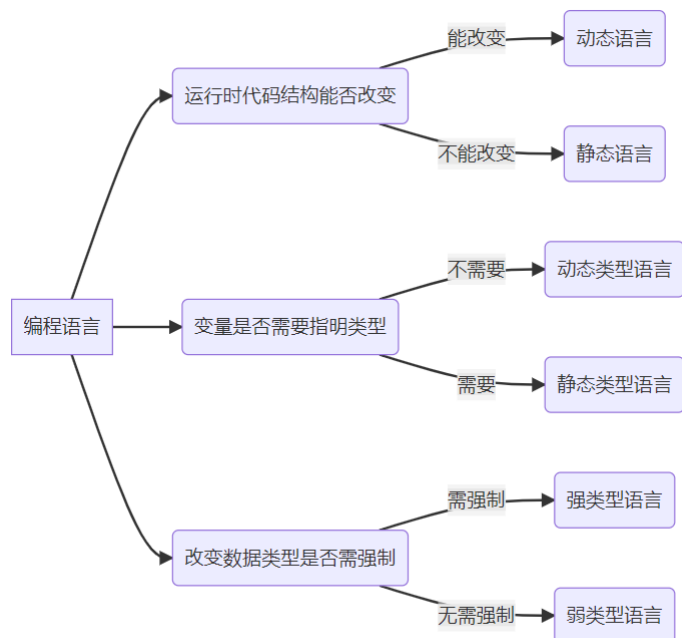 能改变
动态语言
运行时代码结构能否改变
不能改变
静态语言
不需要
动态类型语言
编程语言
变量是否需要指明类型
需要
静态类型语言
需强制
强类型语言
改变数据类型是否需强制
无需强制
弱类型语言